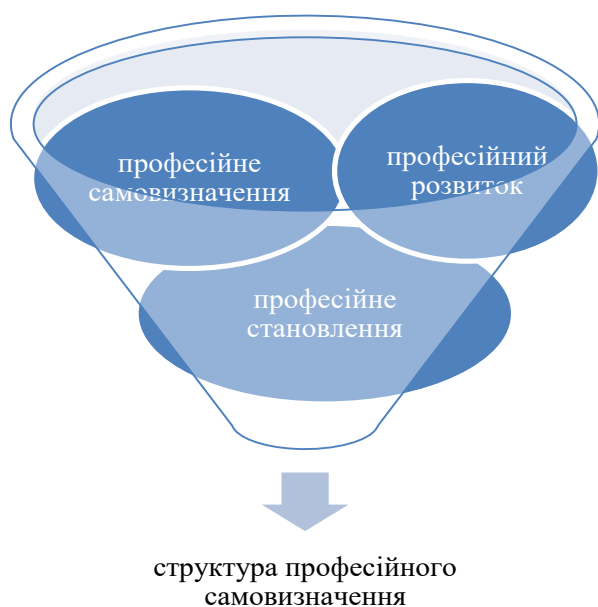 професійне
самовизначення
професійний
розвиток
професійне
становлення
структура професійного
самовизначення